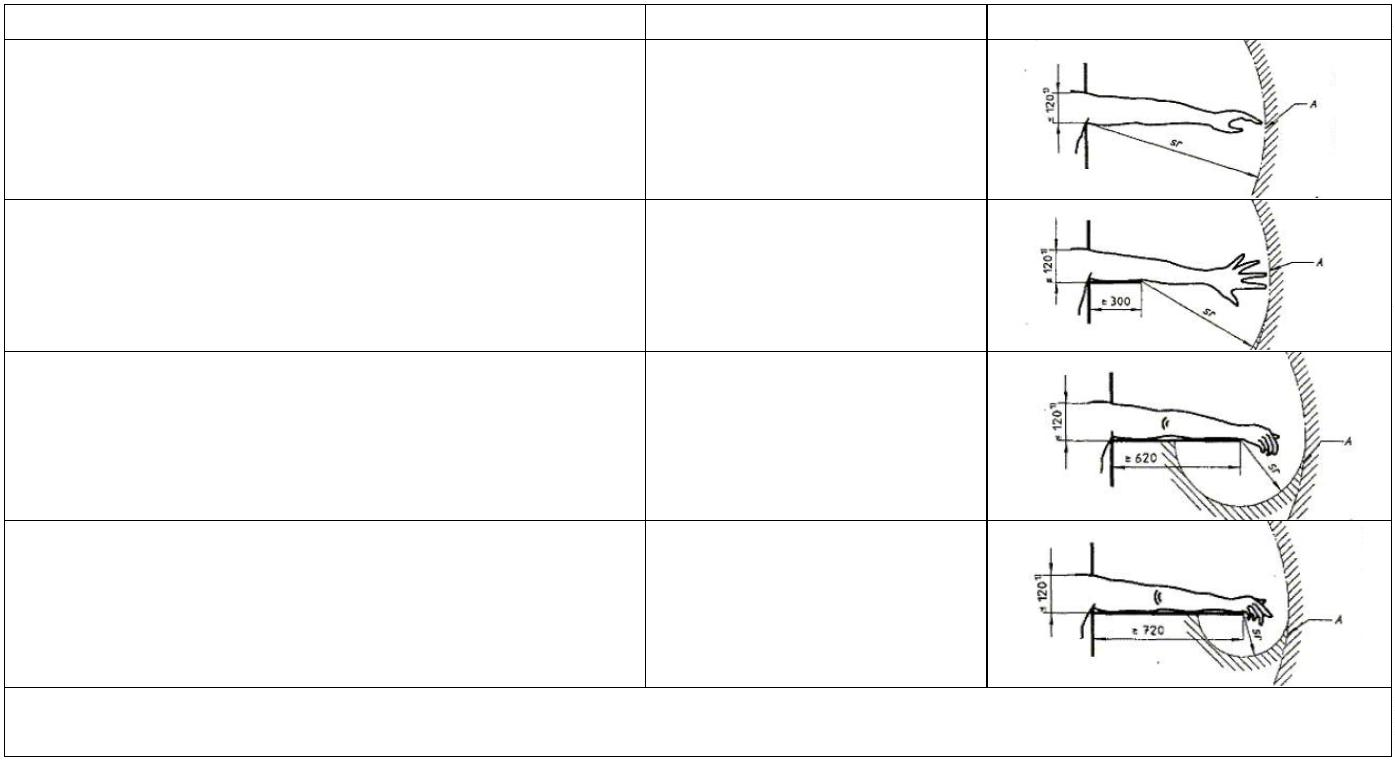 ≤ 120¹⁾
sr
A
≤ 120¹⁾
≥ 300
sr
A
≤ 120¹⁾
≥ 620
sr
A
≤ 120¹⁾
≥ 720
sr
A